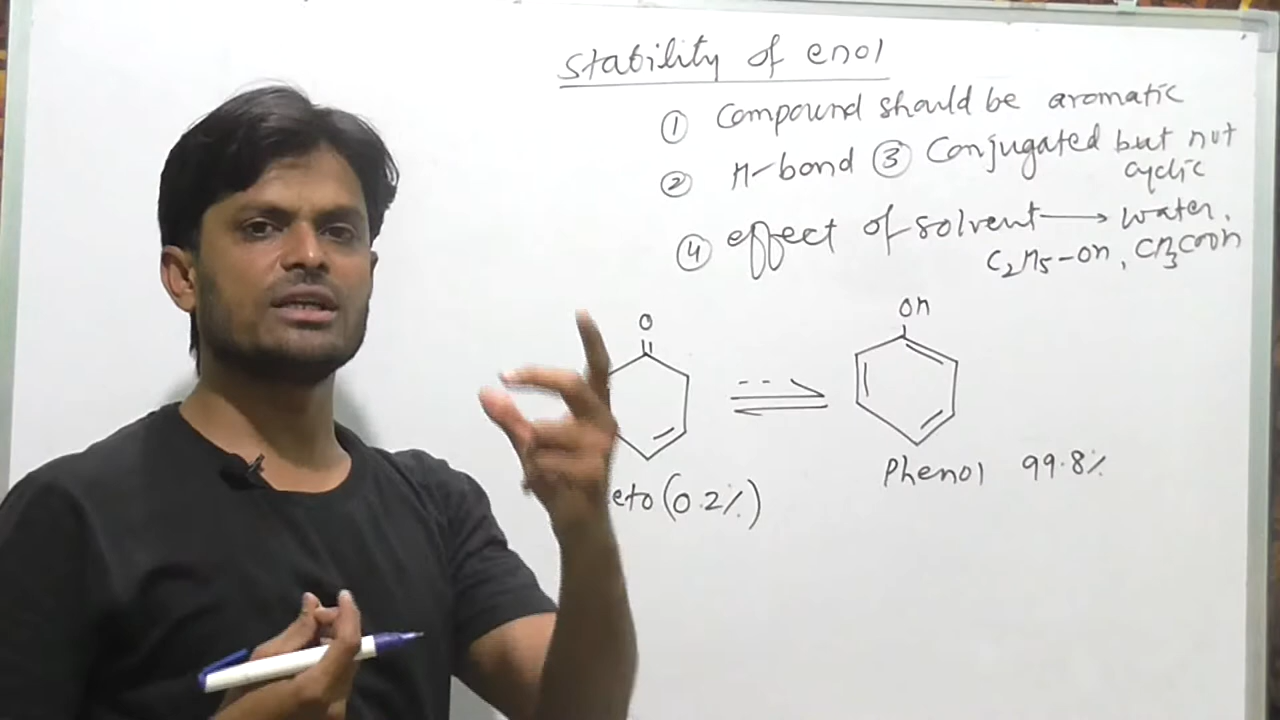 Stability of enol
① Compound should be aromatic
② H-bond ③ Conjugated but not
cyclic
④ effect of solvent → water,
C₂H₅-OH, CH₃COOH
O
OH
eto (0.2%)
Phenol 99.8%